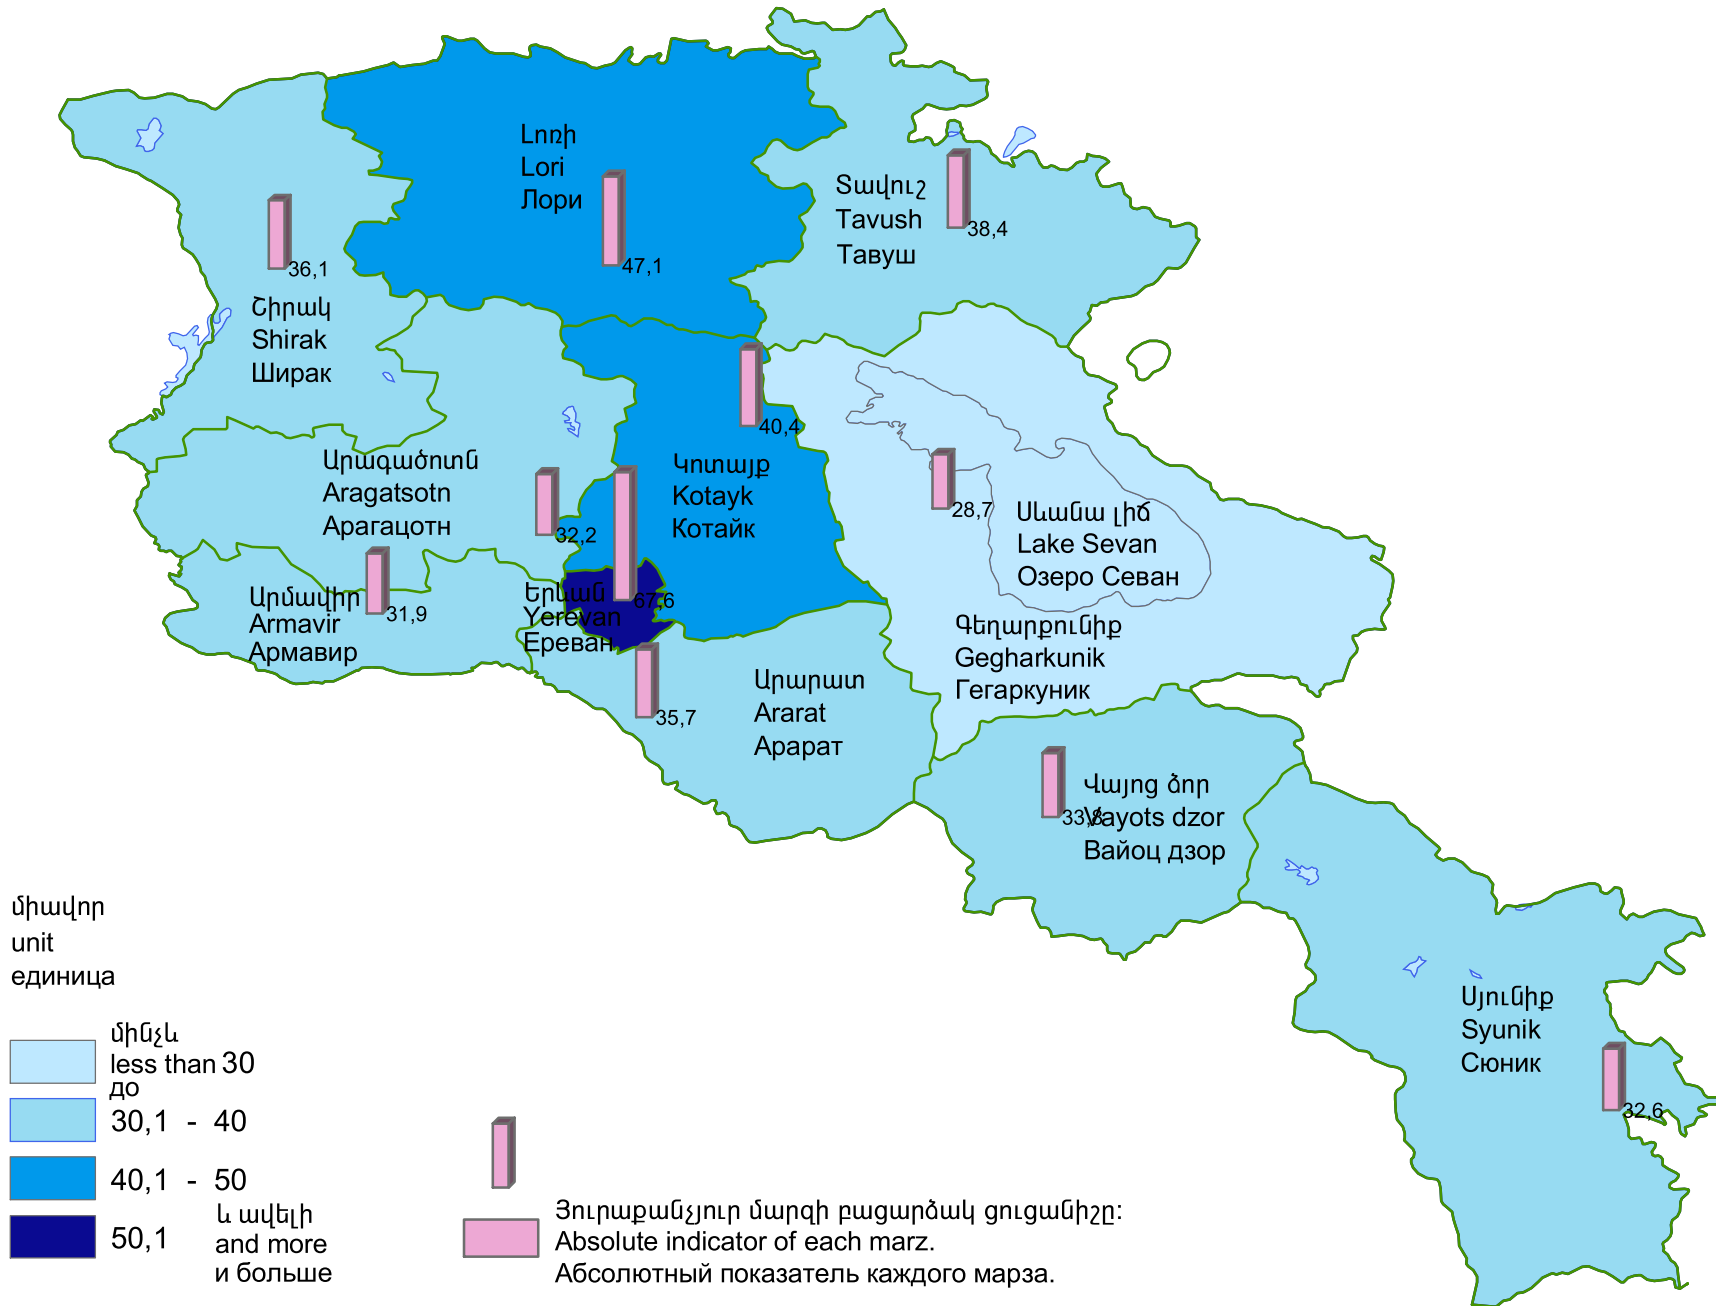 Լոռի
Lori
Лори
47,1
Տավուշ
Tavush
Тавуш
38,4
36,1
Շիրակ
Shirak
Ширак
40,4
Կոտայք
Kotayk
Котайк
Արագածոտն
Aragatsotn
Арагацотн
32,2
28,7
Սևանա լիճ
Lake Sevan
Озеро Севан
Արմավիր
Armavir
Армавир
31,9
Երևան
Yerevan
Ереван
67,6
Գեղարքունիք
Gegharkunik
Гегаркуник
35,7
Արարատ
Ararat
Арарат
Վայոց ձոր
Vayots dzor
Вайоц дзор
33,8
Սյունիք
Syunik
Сюник
32,6
միավոր
unit
единица
մինչև
less than 30
до
30,1 - 40
40,1 - 50
50,1
և ավելի
and more
и больше
Յուրաքանչյուր մարզի բացարձակ ցուցանիշը:
Absolute indicator of each marz.
Абсолютный показатель каждого марза.